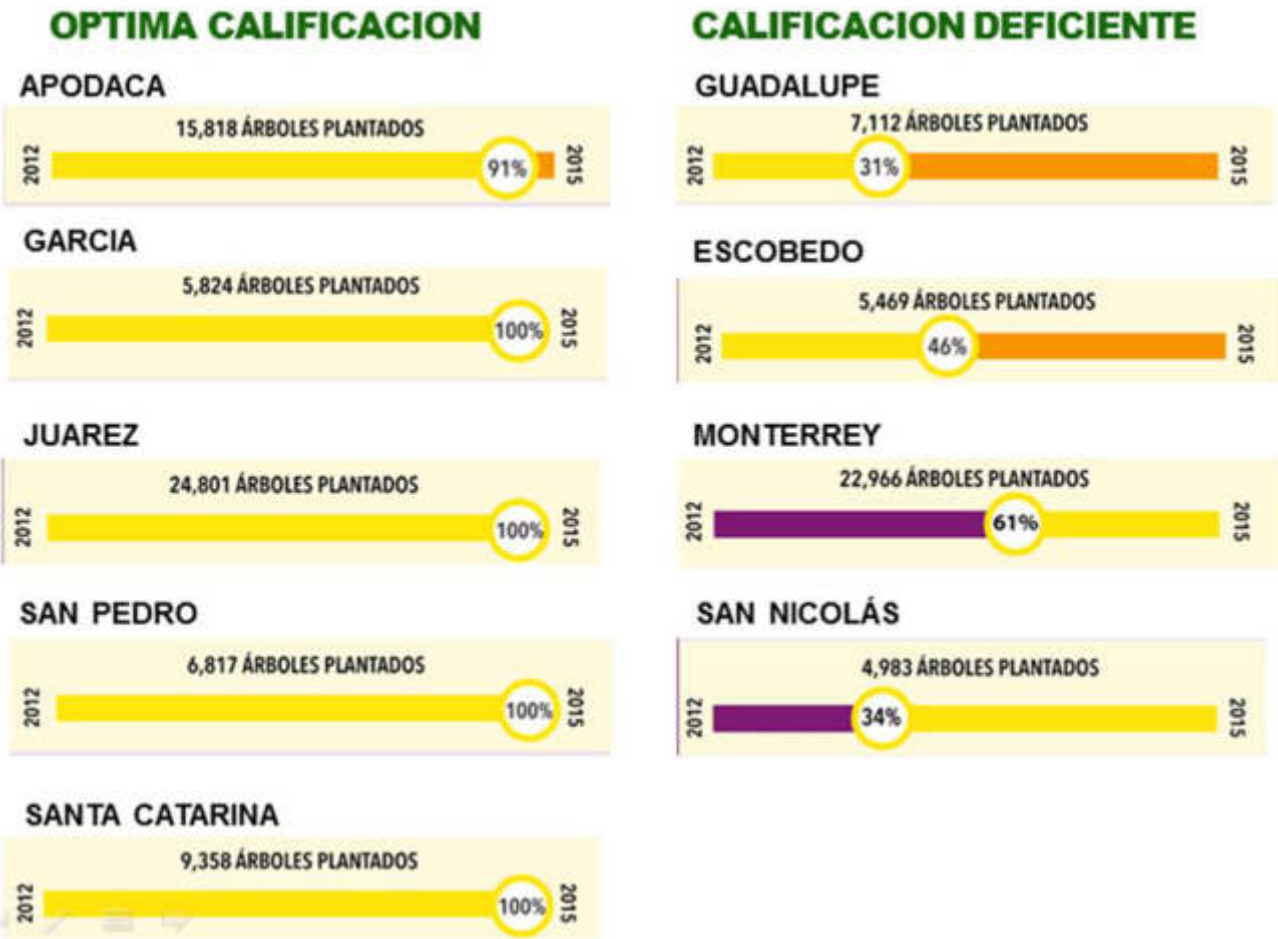 OPTIMA CALIFICACION
APODACA
15,818 ÁRBOLES PLANTADOS
2012
91%
2015
GARCIA
5,824 ÁRBOLES PLANTADOS
2012
100%
2015
JUAREZ
24,801 ÁRBOLES PLANTADOS
2012
100%
2015
SAN PEDRO
6,817 ÁRBOLES PLANTADOS
2012
100%
2015
SANTA CATARINA
9,358 ÁRBOLES PLANTADOS
2012
100%
2015
CALIFICACION DEFICIENTE
GUADALUPE
7,112 ÁRBOLES PLANTADOS
2012
31%
2015
ESCOBEDO
5,469 ÁRBOLES PLANTADOS
2012
46%
2015
MONTERREY
22,966 ÁRBOLES PLANTADOS
2012
61%
2015
SAN NICOLÁS
4,983 ÁRBOLES PLANTADOS
2012
34%
2015